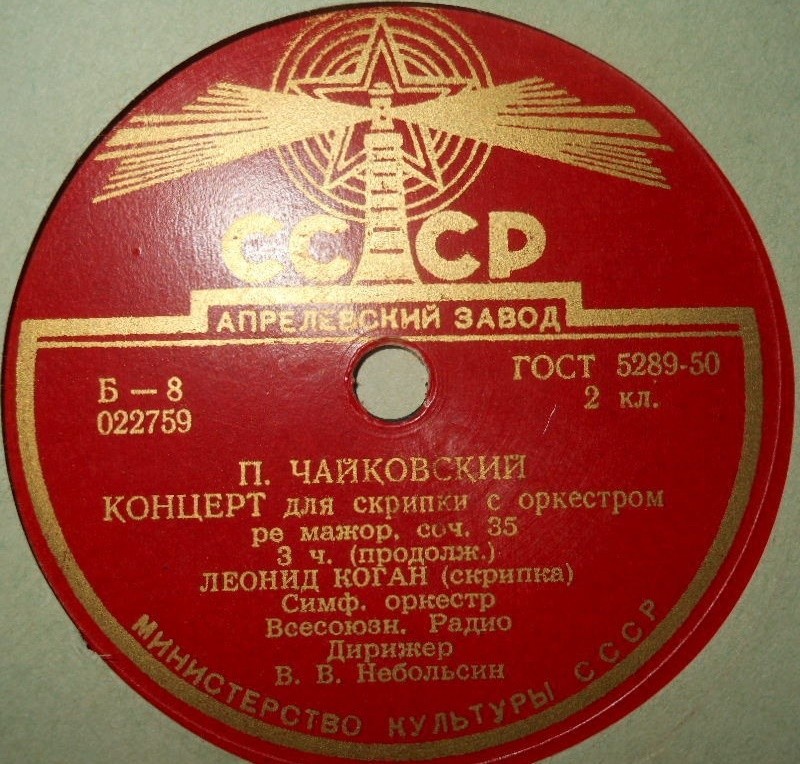 СССР
АПРЕЛЕВСКИЙ ЗАВОД
Б — 8
022759
ГОСТ 5289-50
2 кл.
П. ЧАЙКОВСКИЙ
КОНЦЕРТ для скрипки с оркестром
ре мажор, соч. 35
3 ч. (продолж.)
ЛЕОНИД КОГАН (скрипка)
Симф. оркестр
Всесоюзн. Радио
Дирижер
В. В. Небольсин
МИНИСТЕРСТВО КУЛЬТУРЫ СССР